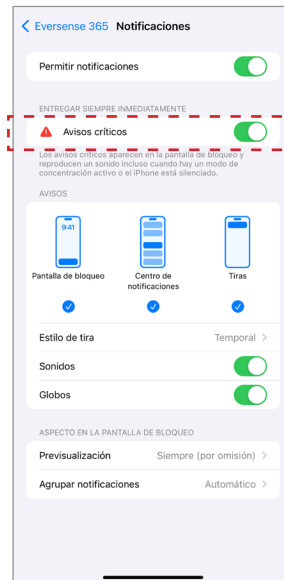 Eversense 365 Notificaciones
Permitir notificaciones
ENTREGAR SIEMPRE INMEDIATAMENTE
Avisos críticos
Los avisos críticos aparecen en la pantalla de bloqueo y
reproducen un sonido incluso cuando hay un modo de
concentración activo o el iPhone está silenciado.
AVISOS
9:41
Pantalla de bloqueo
Centro de
notificaciones
Tiras
Estilo de tira Temporal
Sonidos
Globos
ASPECTO EN LA PANTALLA DE BLOQUEO
Previsualización Siempre (por omisión)
Agrupar notificaciones Automático